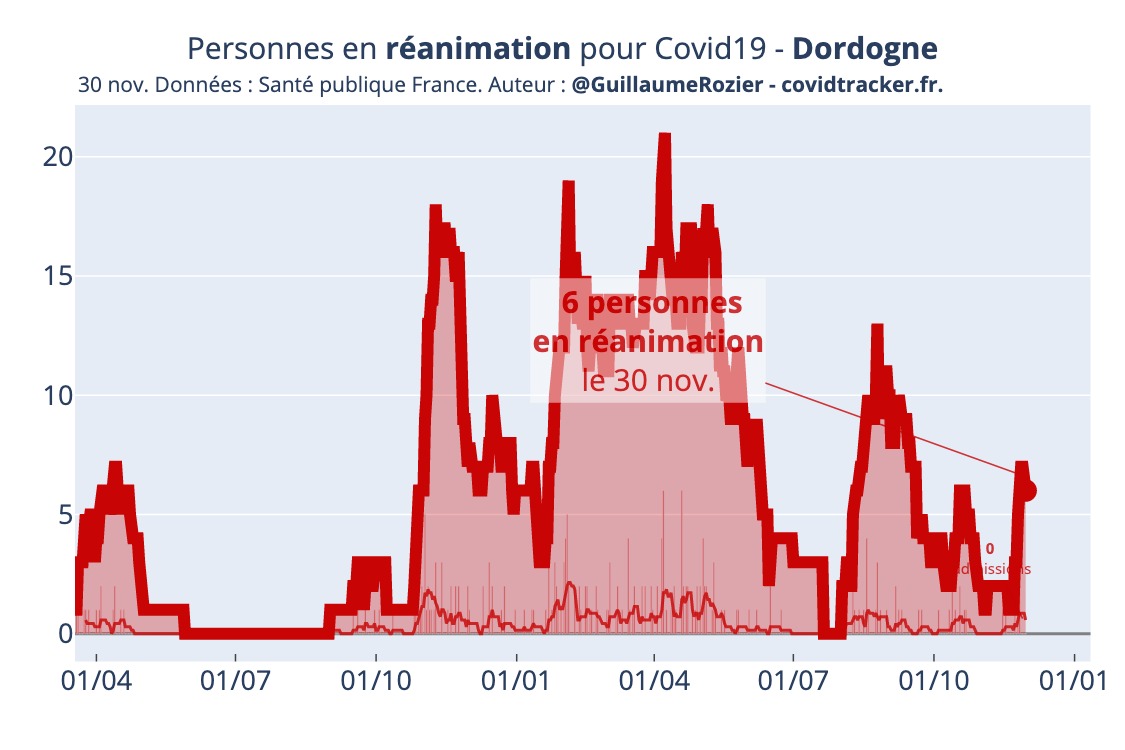 Personnes en réanimation pour Covid19 - Dordogne
30 nov. Données : Santé publique France. Auteur : @GuillaumeRozier - covidtracker.fr.
20
15
10
5
0
6 personnes
en réanimation
le 30 nov.
0
admissions
01/04
01/07
01/10
01/01
01/04
01/07
01/10
01/01